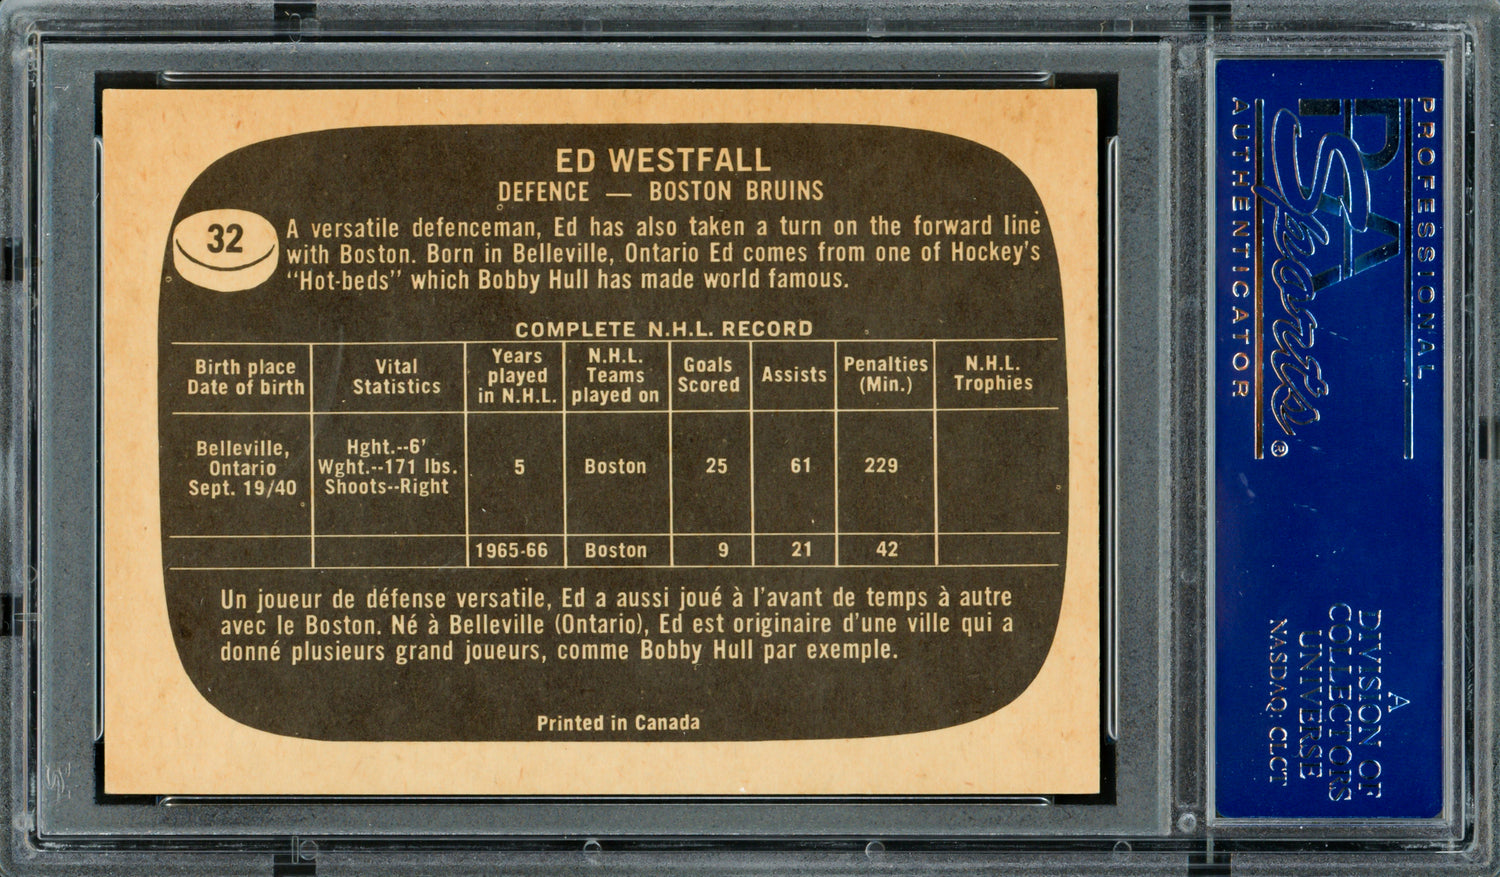 ED WESTFALL
DEFENCE — BOSTON BRUINS
32
A versatile defenceman, Ed has also taken a turn on the forward line
with Boston. Born in Belleville, Ontario Ed comes from one of Hockey's
"Hot-beds" which Bobby Hull has made world famous.
COMPLETE N.H.L. RECORD
Birth place
Date of birth
Vital
Statistics
Years
played
in N.H.L.
N.H.L.
Teams
played on
Goals
Scored
Assists
Penalties
(Min.)
N.H.L.
Trophies
Belleville,
Ontario
Sept. 19/40
Hght.--6'
Wght.--171 lbs.
Shoots--Right
5
Boston
25
61
229
1965-66
Boston
9
21
42
Un joueur de défense versatile, Ed a aussi joué à l'avant de temps à autre
avec le Boston. Né à Belleville (Ontario), Ed est originaire d'une ville qui a
donné plusieurs grand joueurs, comme Bobby Hull par exemple.
Printed in Canada
PROFESSIONAL
PSA
Sports®
AUTHENTICATOR
A
DIVISION OF
COLLECTORS
UNIVERSE
NASDAQ: CLCT